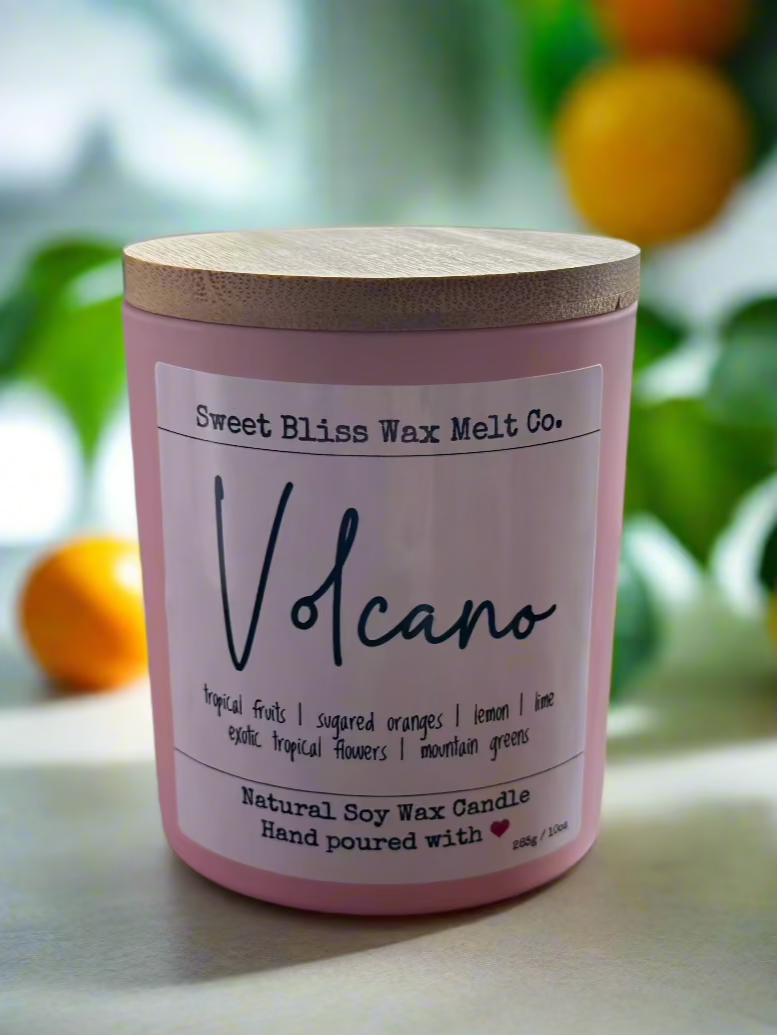 Sweet Bliss Wax Melt Co.
Volcano
tropical fruits | sugared oranges | lemon | lime
exotic tropical flowers | mountain greens
Natural Soy Wax Candle
Hand poured with ❤
285g / 10oz